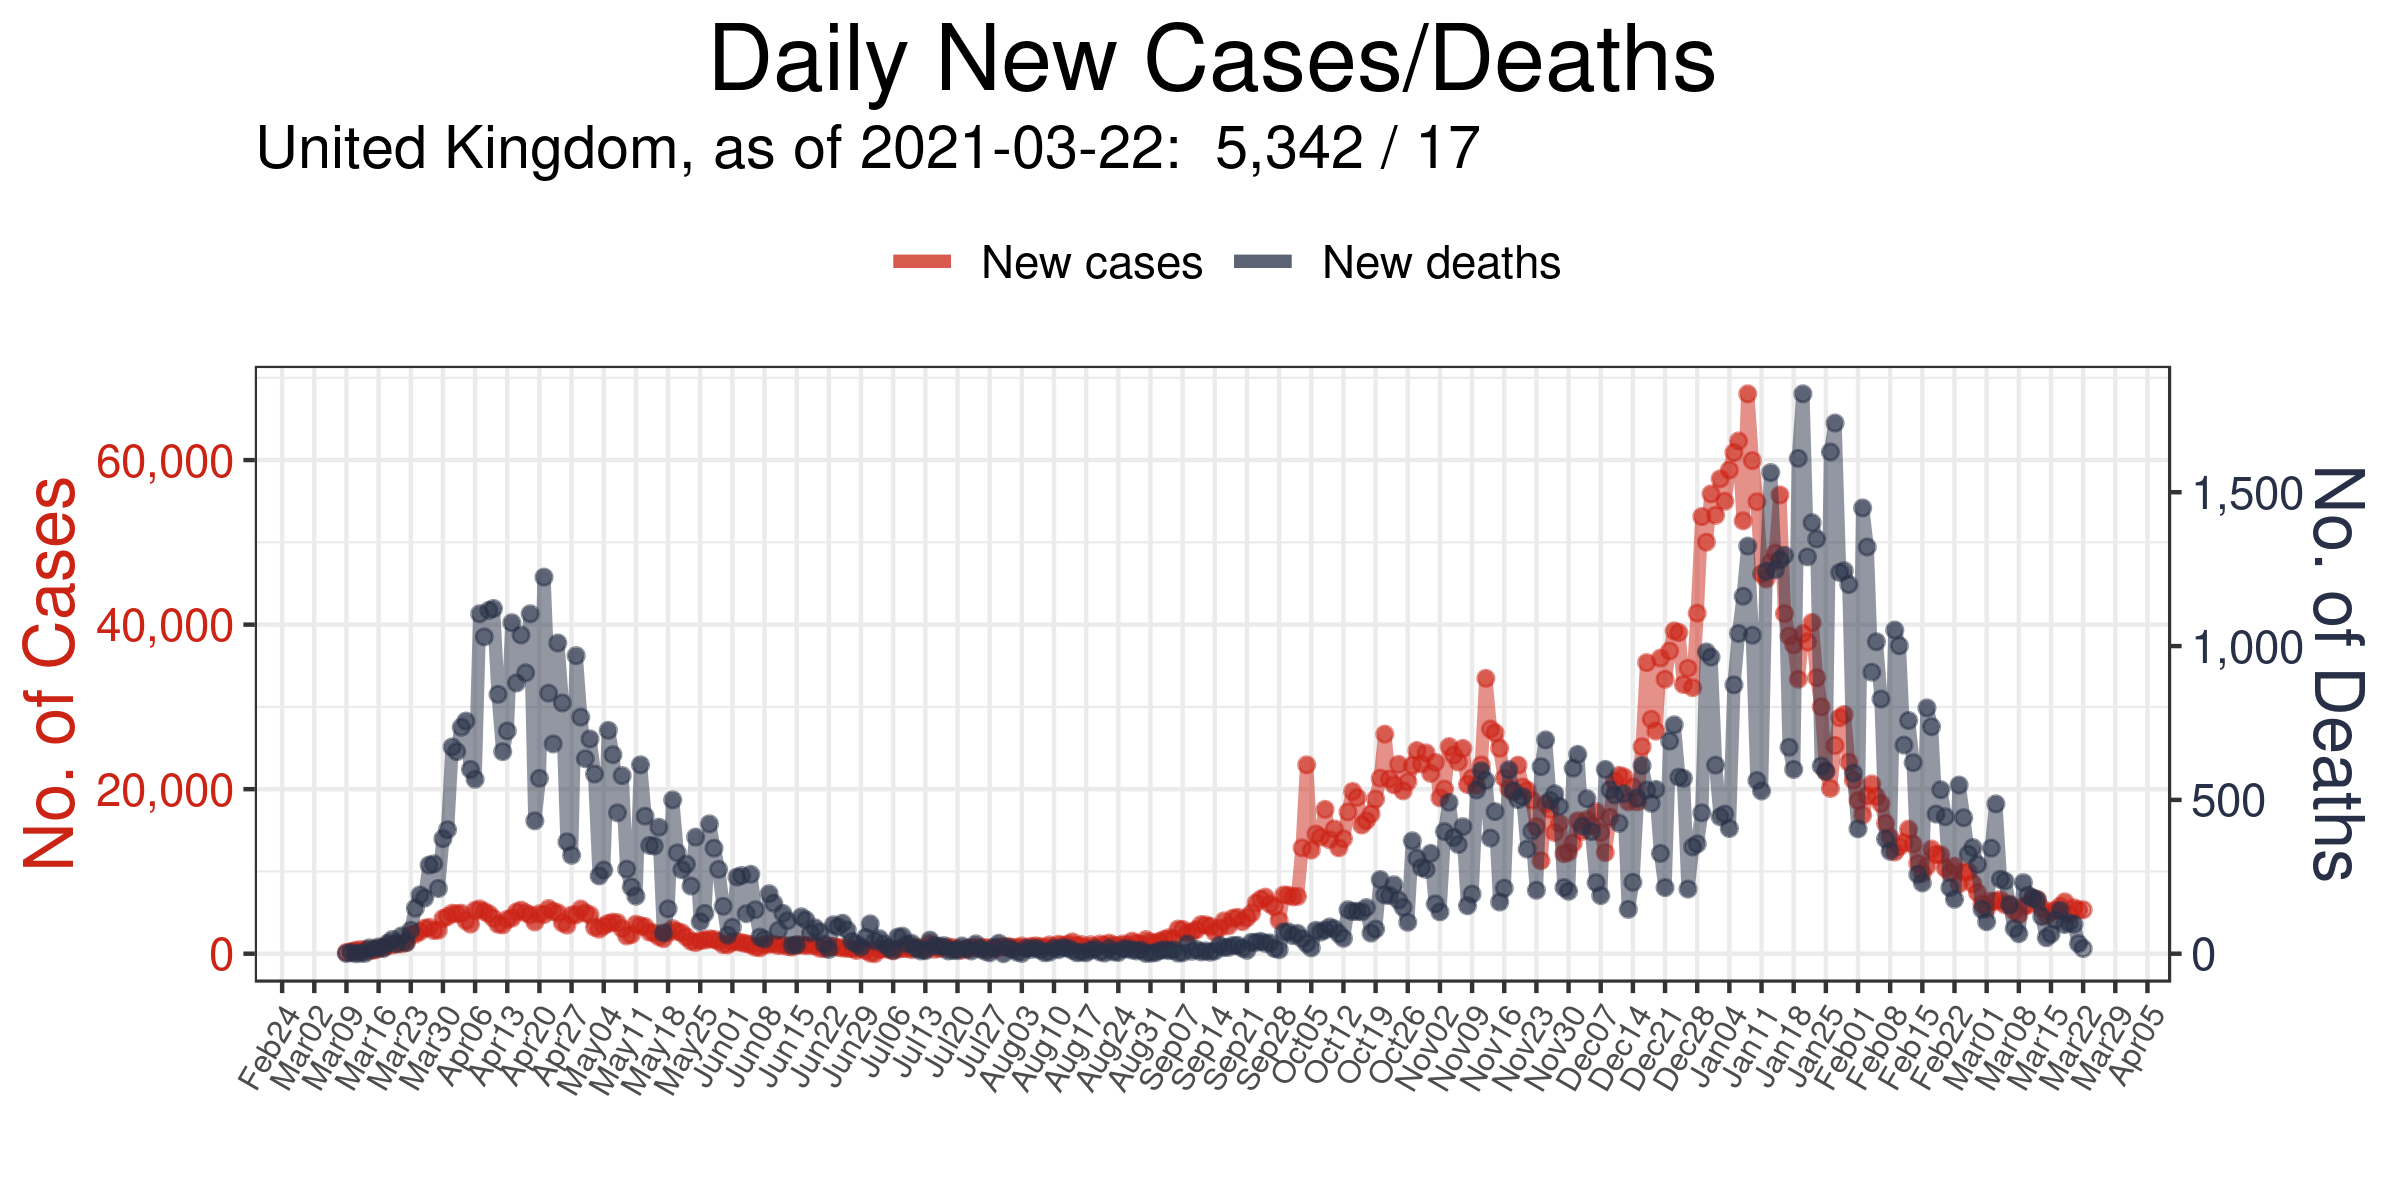 Daily New Cases/Deaths
United Kingdom, as of 2021-03-22:  5,342 / 17
New cases
New deaths
No. of Cases
60,000
40,000
20,000
0
1,500
1,000
500
0
No. of Deaths
Feb24
Mar02
Mar09
Mar16
Mar23
Mar30
Apr06
Apr13
Apr20
Apr27
May04
May11
May18
May25
Jun01
Jun08
Jun15
Jun22
Jun29
Jul06
Jul13
Jul20
Jul27
Aug03
Aug10
Aug17
Aug24
Aug31
Sep07
Sep14
Sep21
Sep28
Oct05
Oct12
Oct19
Oct26
Nov02
Nov09
Nov16
Nov23
Nov30
Dec07
Dec14
Dec21
Dec28
Jan04
Jan11
Jan18
Jan25
Feb01
Feb08
Feb15
Feb22
Mar01
Mar08
Mar15
Mar22
Mar29
Apr05